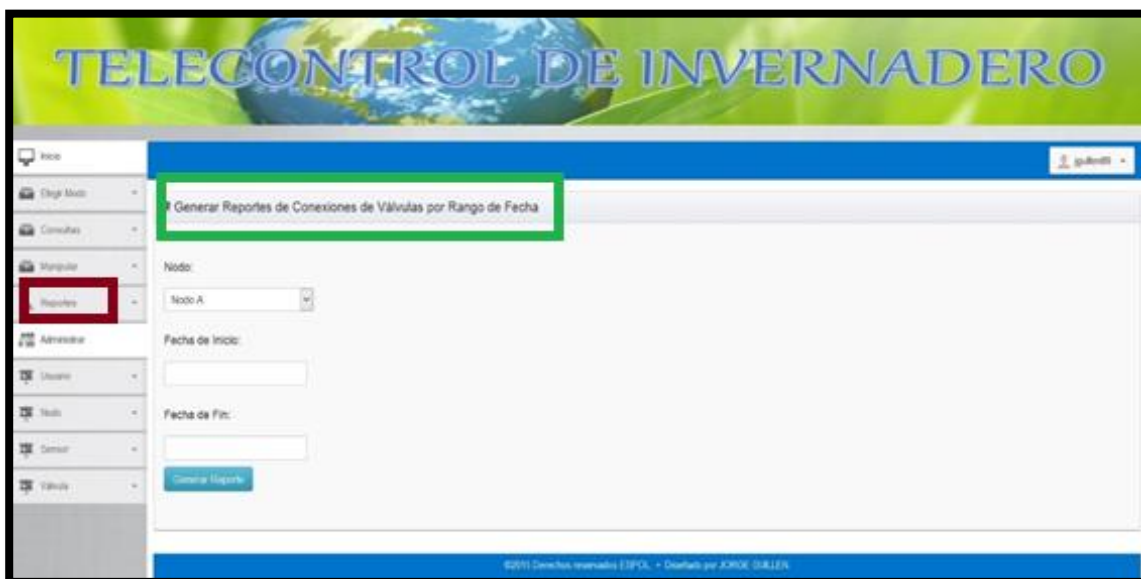 TELECONTROL DE INVERNADERO
Inicio
Elegir Modo
Consultas
Manipular
Reportes
Administrar
Usuario
Nodo
Sensor
Válvula
Generar Reportes de Conexiones de Válvulas por Rango de Fecha
Nodo:
Nodo A
Fecha de Inicio:
Fecha de Fin:
Generar Reporte
©2015 Derechos reservados ESPOL. • Diseñado por JORGE GUILLEN